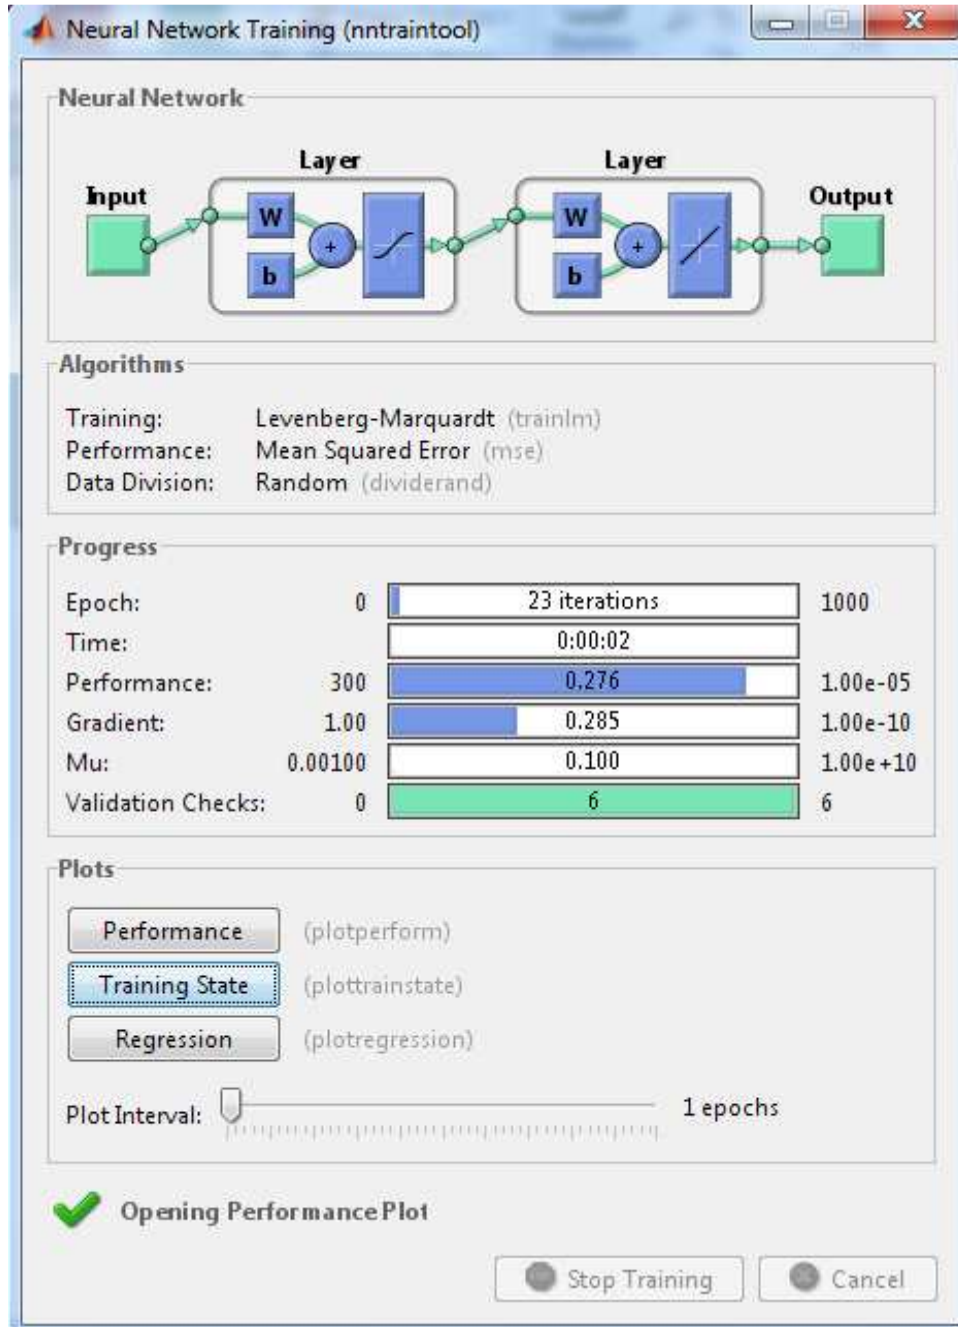 Neural Network Training (nntraintool)
Neural Network
Layer Layer
Input Output
W W
+ +
b b
Algorithms
Training: Levenberg-Marquardt (trainlm)
Performance: Mean Squared Error (mse)
Data Division: Random (dividerand)
Progress
Epoch: 0 23 iterations 1000
Time: 0:00:02
Performance: 300 0.276 1.00e-05
Gradient: 1.00 0.285 1.00e-10
Mu: 0.00100 0.100 1.00e+10
Validation Checks: 0 6 6
Plots
Performance (plotperform)
Training State (plottrainstate)
Regression (plotregression)
Plot Interval: 1 epochs
Opening Performance Plot
Stop Training Cancel